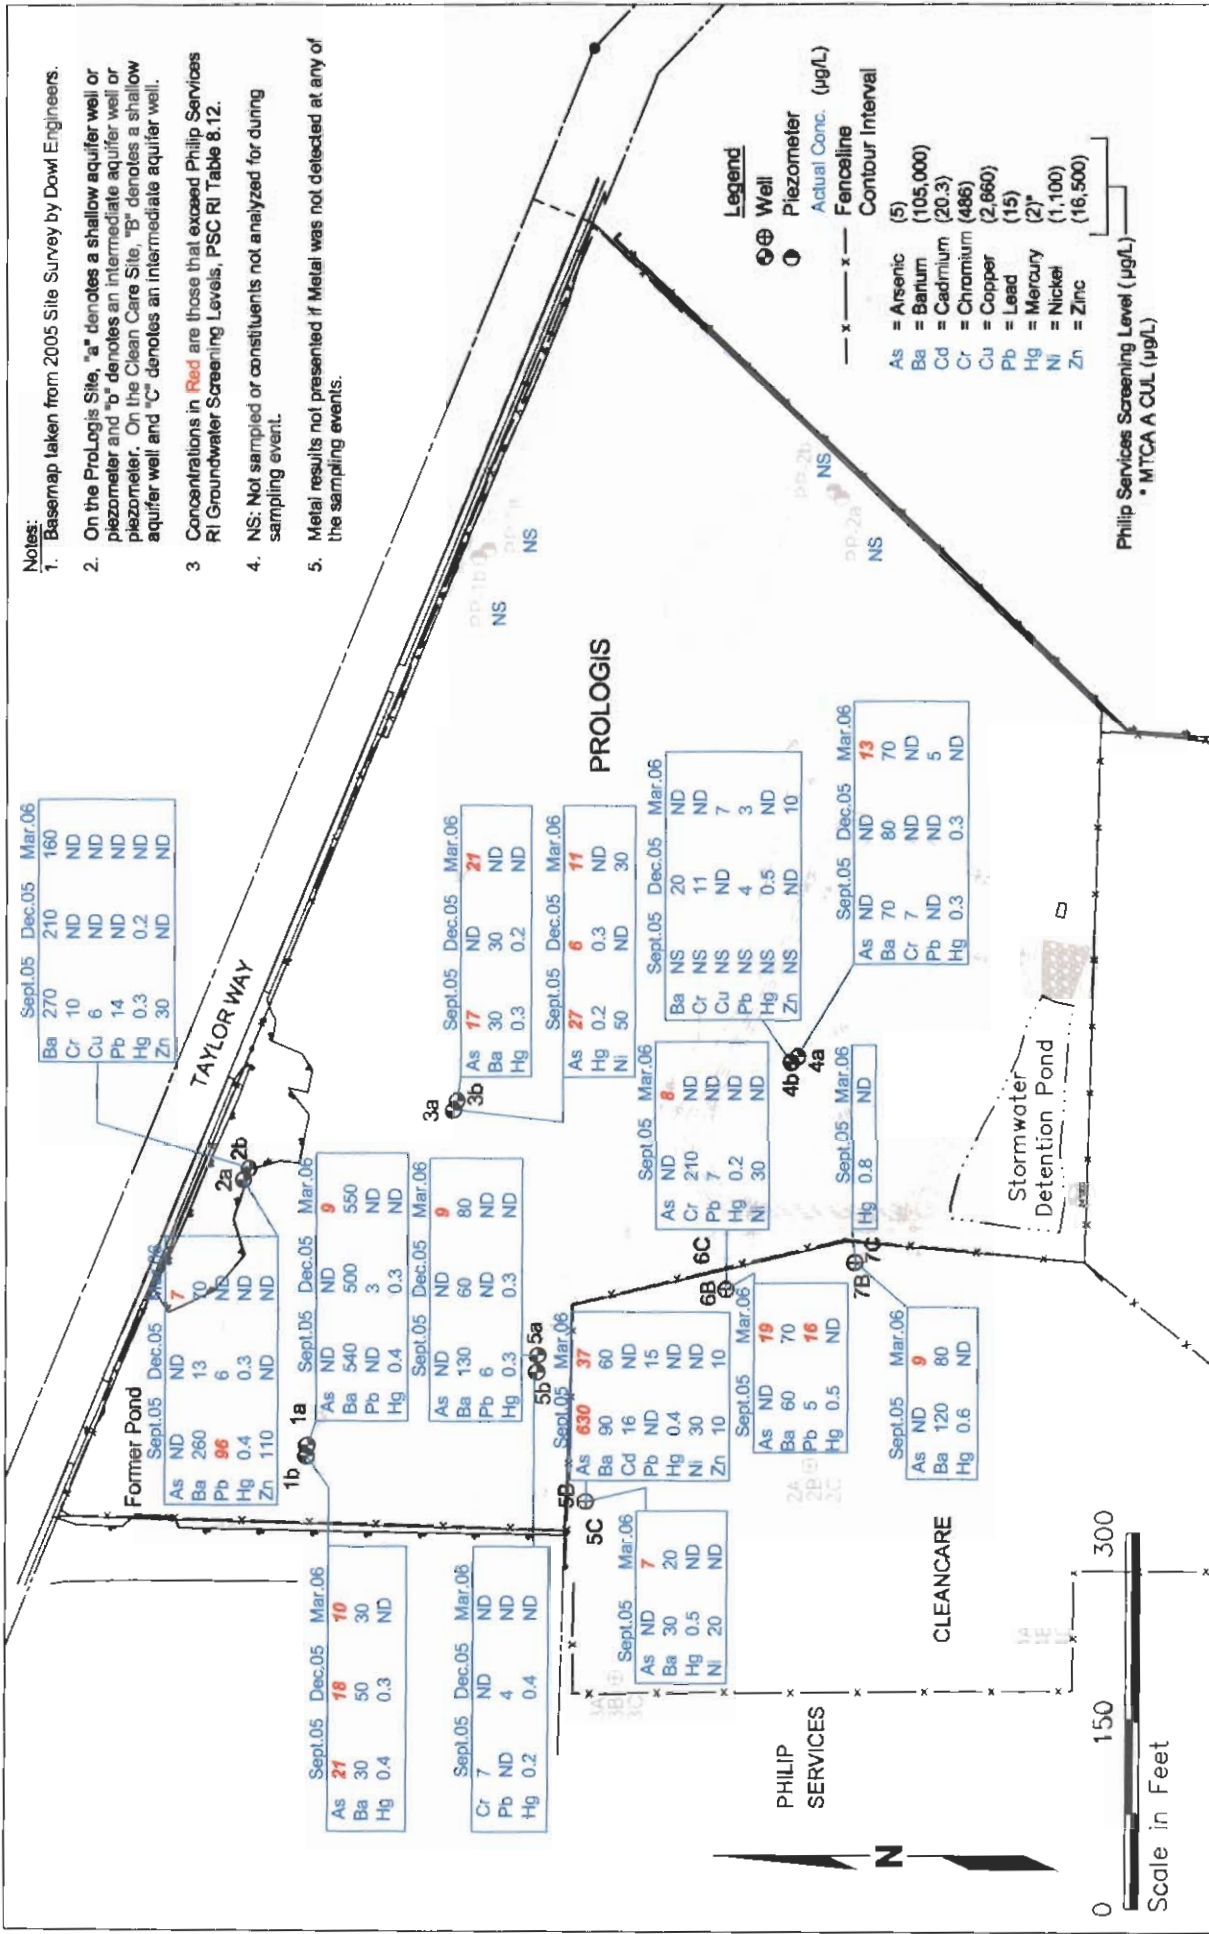 Notes:
1. Basemap taken from 2005 Site Survey by Dowl Engineers.
2. On the ProLogis Site, "a" denotes a shallow aquifer well or
piezometer and "b" denotes an intermediate aquifer well or
piezometer. On the Clean Care Site, "B" denotes a shallow
aquifer well and "C" denotes an intermediate aquifer well.
3 Concentrations in Red are those that exceed Philip Services
RI Groundwater Screening Levels, PSC RI Table 8.12.
4. NS: Not sampled or constituents not analyzed for during
sampling event.
5. Metal results not presented if Metal was not detected at any of
the sampling events.
Sept.05 Dec.05 Mar.06
Ba 270 210 160
Cr 10 ND ND
Cu 6 ND ND
Pb 14 ND ND
Hg 0.3 0.2 ND
Zn 30 ND ND
TAYLOR WAY
2a 2b
Former Pond
Sept.05 Dec.05
As ND ND 7
Ba 260 13 70
Pb 96 6 ND
Hg 0.4 0.3 ND
Zn 110 ND ND
1b 1a
Sept.05 Dec.05 Mar.06
As ND ND 9
Ba 540 500 550
Pb ND 3 ND
Hg 0.4 0.3 ND
Sept.05 Dec.05 Mar.06
As 21 18 10
Ba 30 50 30
Hg 0.4 0.3 ND
Sept.05 Dec.05 Mar.06
As ND ND 9
Ba 130 60 80
Pb 6 ND ND
Hg 0.3 0.3 ND
5b 5a
Sept.05 Dec.05 Mar.06
Cr 7 ND ND
Pb ND 4 ND
Hg 0.2 0.4 ND
3a
3b
Sept.05 Dec.05 Mar.06
As 17 ND 21
Ba 30 30 ND
Hg 0.3 0.2 ND
Sept.05 Dec.05 Mar.06
As 27 6 11
Hg 0.2 0.3 ND
Ni 50 ND 30
PP-1b
NS
NS
PROLOGIS
PP-2b
NS
PP-2a
NS
Sept.05 Dec.05 Mar.06
Ba NS 20 ND
Cr NS 11 ND
Cu NS ND 7
Pb NS 4 3
Hg NS 0.5 ND
Zn NS ND 10
4b
4a
Sept.05 Dec.05 Mar.06
As ND ND 13
Ba 70 80 70
Cr 7 ND ND
Pb ND ND 5
Hg 0.3 0.3 ND
Sept.05 Mar.06
As ND 8
Cr 210 ND
Pb 7 ND
Hg 0.2 ND
Ni 30 ND
6B 6C
Sept.05 Mar.06
As 630 37
Ba 90 60
Cd 16 ND
Pb ND 15
Hg 0.4 ND
Ni 30 ND
Zn 10 10
5B
5C
Sept.05 Mar.06
As ND 7
Ba 30 20
Hg 0.5 ND
Ni 20 ND
Sept.05 Mar.06
As ND 19
Ba 60 70
Pb 5 16
Hg 0.5 ND
Sept.05 Mar.06
Hg 0.8 ND
7B 7C
Sept.05 Mar.06
As ND 9
Ba 120 80
Hg 0.6 ND
3A
3B
3C
2A
2B
2C
Stormwater
Detention Pond
CLEANCARE
PHILIP
SERVICES
N
0 150 300
Scale in Feet
Legend
Well
Piezometer
Actual Conc. (µg/L)
Fenceline
Contour Interval
As = Arsenic (5)
Ba = Barium (105,000)
Cd = Cadmium (20.3)
Cr = Chromium (486)
Cu = Copper (2,660)
Pb = Lead (15)
Hg = Mercury (2)*
Ni = Nickel (1,100)
Zn = Zinc (16,500)
Philip Services Screening Level (µg/L)
* MTCA A CUL (µg/L)